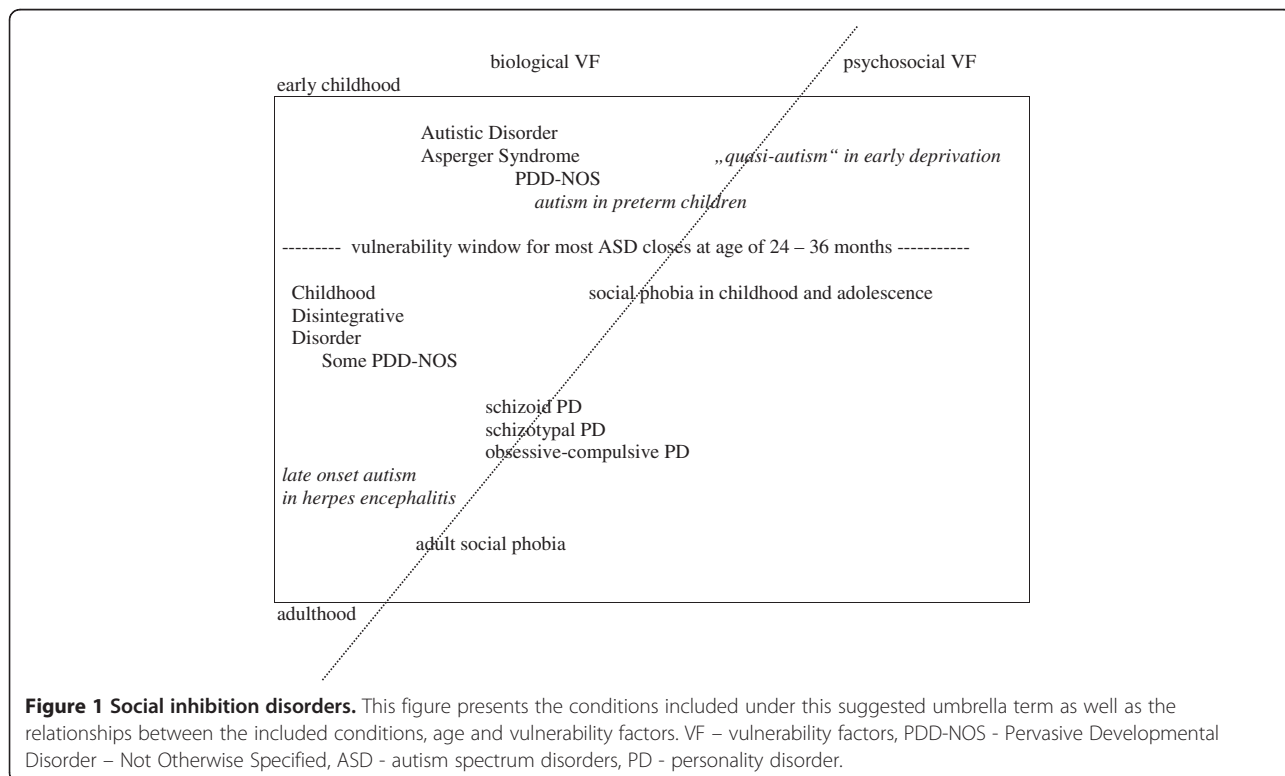 biological VF psychosocial VF
early childhood
Autistic Disorder
Asperger Syndrome „quasi-autism“ in early deprivation
PDD-NOS
autism in preterm children
--------- vulnerability window for most ASD closes at age of 24 – 36 months -----------
Childhood social phobia in childhood and adolescence
Disintegrative
Disorder
Some PDD-NOS
schizoid PD
schizotypal PD
obsessive-compulsive PD
late onset autism
in herpes encephalitis
adult social phobia
adulthood
Figure 1 Social inhibition disorders. This figure presents the conditions included under this suggested umbrella term as well as the
relationships between the included conditions, age and vulnerability factors. VF – vulnerability factors, PDD-NOS - Pervasive Developmental
Disorder – Not Otherwise Specified, ASD - autism spectrum disorders, PD - personality disorder.